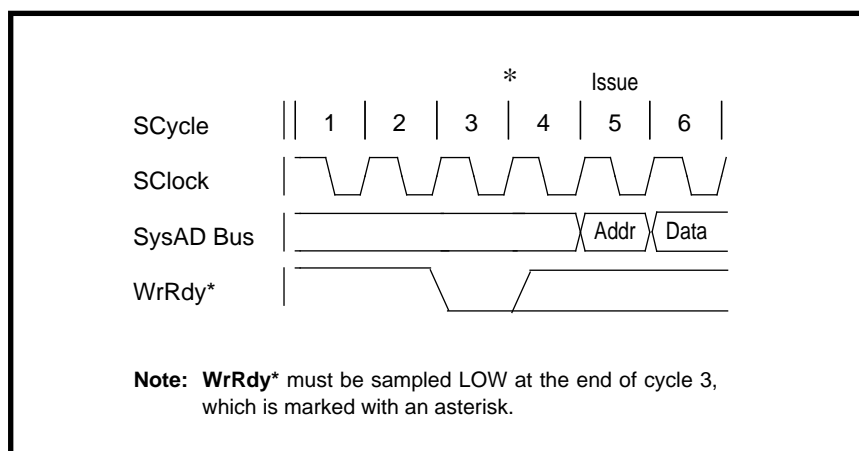 * Issue
SCycle 1 2 3 4 5 6
SClock
SysAD Bus Addr Data
WrRdy*
Note: WrRdy* must be sampled LOW at the end of cycle 3,
which is marked with an asterisk.